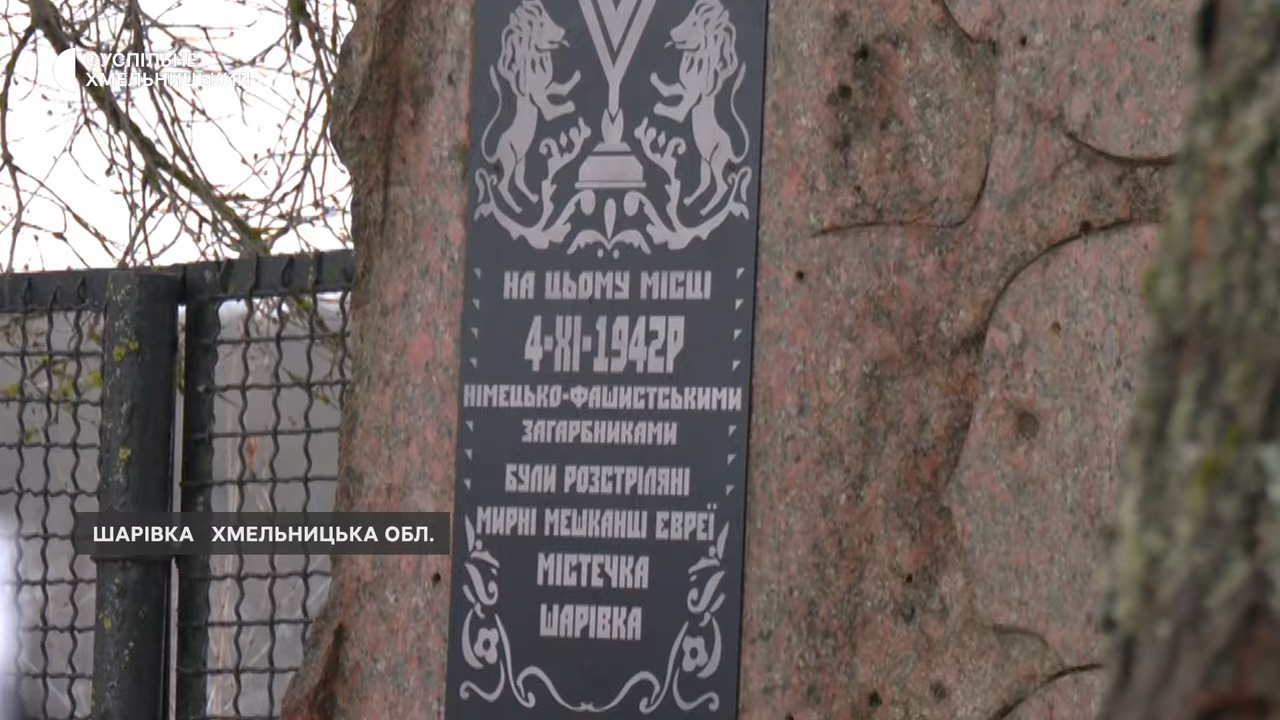 СУСПІЛЬНЕ
ХМЕЛЬНИЦЬКИЙ
НА ЦЬОМУ МІСЦІ
4-XI-1942Р
НІМЕЦЬКО-ФАШИСТСЬКИМИ
ЗАГАРБНИКАМИ
БУЛИ РОЗСТРІЛЯНІ
МИРНІ МЕШКАНЦІ ЄВРЕЇ
МІСТЕЧКА
ШАРІВКА
ШАРІВКА ХМЕЛЬНИЦЬКА ОБЛ.